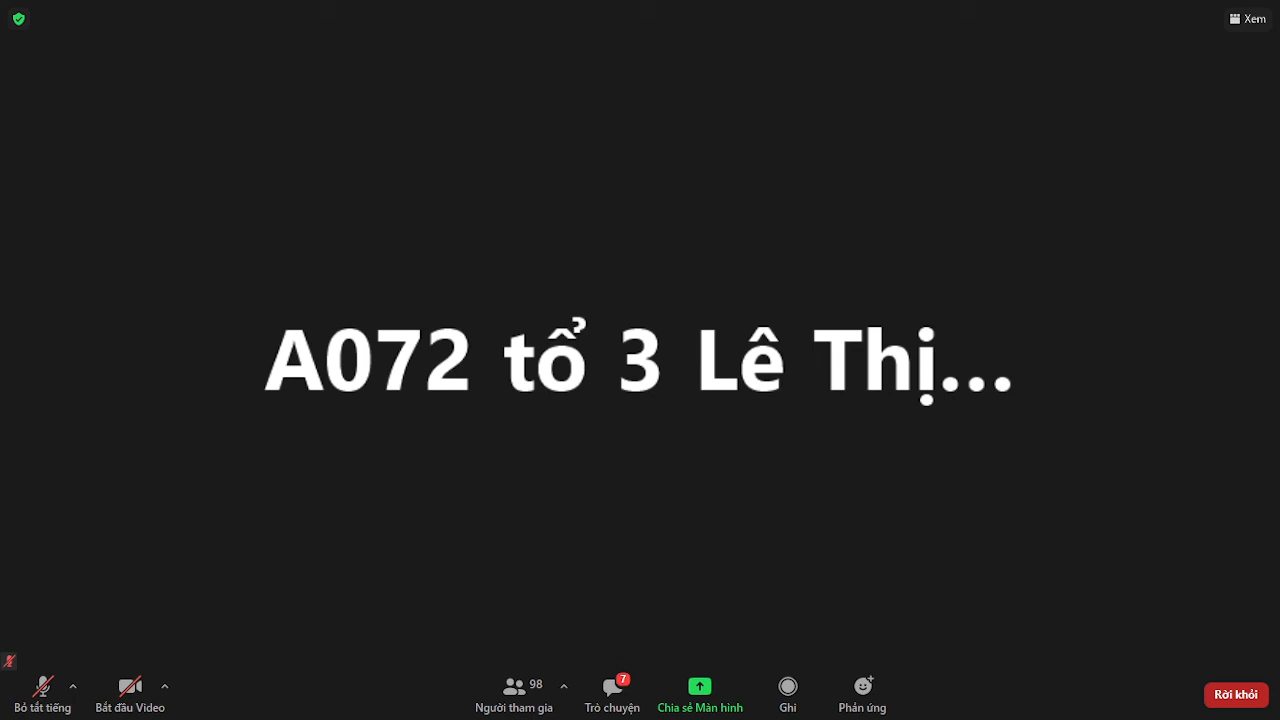 Xem
A072 tổ 3 Lê Thị...
98
7
Bỏ tắt tiếng
Bắt đầu Video
Người tham gia
Trò chuyện
Chia sẻ Màn hình
Ghi
Phản ứng
Rời khỏi